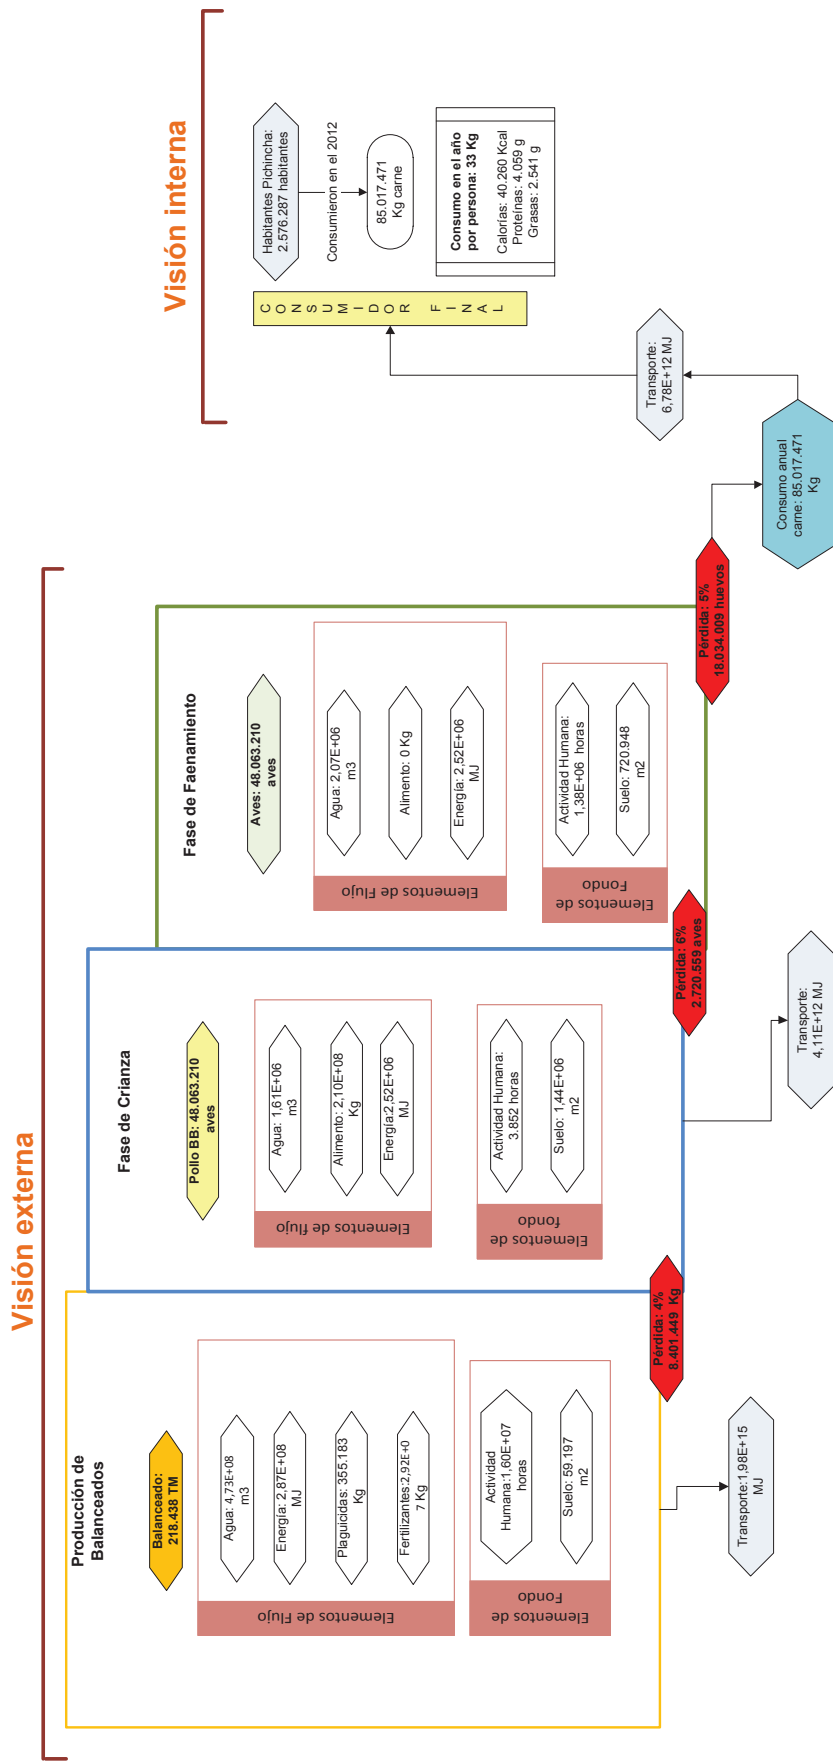 Visión externa
Producción de
Balanceados
Balanceado:
218.438 TM
Elementos de Flujo
Agua: 4,73E+08
m3
Energía: 2,87E+08
MJ
Plaguicidas: 355.183
Kg
Fertilizantes:2,92E+0
7 Kg
Elementos de
Fondo
Actividad
Humana:1,60E+07
horas
Suelo: 59.197
m2
Pérdida: 4%
8.401.449 Kg
Transporte:1,98E+15
MJ
Fase de Crianza
Pollo BB: 48.063.210
aves
Elementos de flujo
Agua: 1,61E+06
m3
Alimento: 2,10E+08
Kg
Energía:2,52E+06
MJ
Elementos de
fondo
Actividad Humana:
3.852 horas
Suelo: 1,44E+06
m2
Pérdida: 6%
2.720.559 aves
Transporte:
4,11E+12 MJ
Fase de Faenamiento
Aves: 48.063.210
aves
Elementos de Flujo
Agua: 2,07E+06
m3
Alimento: 0 Kg
Energía: 2,52E+06
MJ
Elementos de
Fondo
Actividad Humana:
1,38E+06 horas
Suelo: 720.948
m2
Pérdida: 5%
18.034.009 huevos
Consumo anual
carne: 85.017.471
Kg
Transporte:
6,78E+12 MJ
Visión interna
CONSUMIDOR FINAL
Habitantes Pichincha:
2.576.287 habitantes
Consumieron en el 2012
85.017.471
Kg carne
Consumo en el año
por persona: 33 Kg
Calorías: 40.260 Kcal
Proteínas: 4.059 g
Grasas: 2.541 g